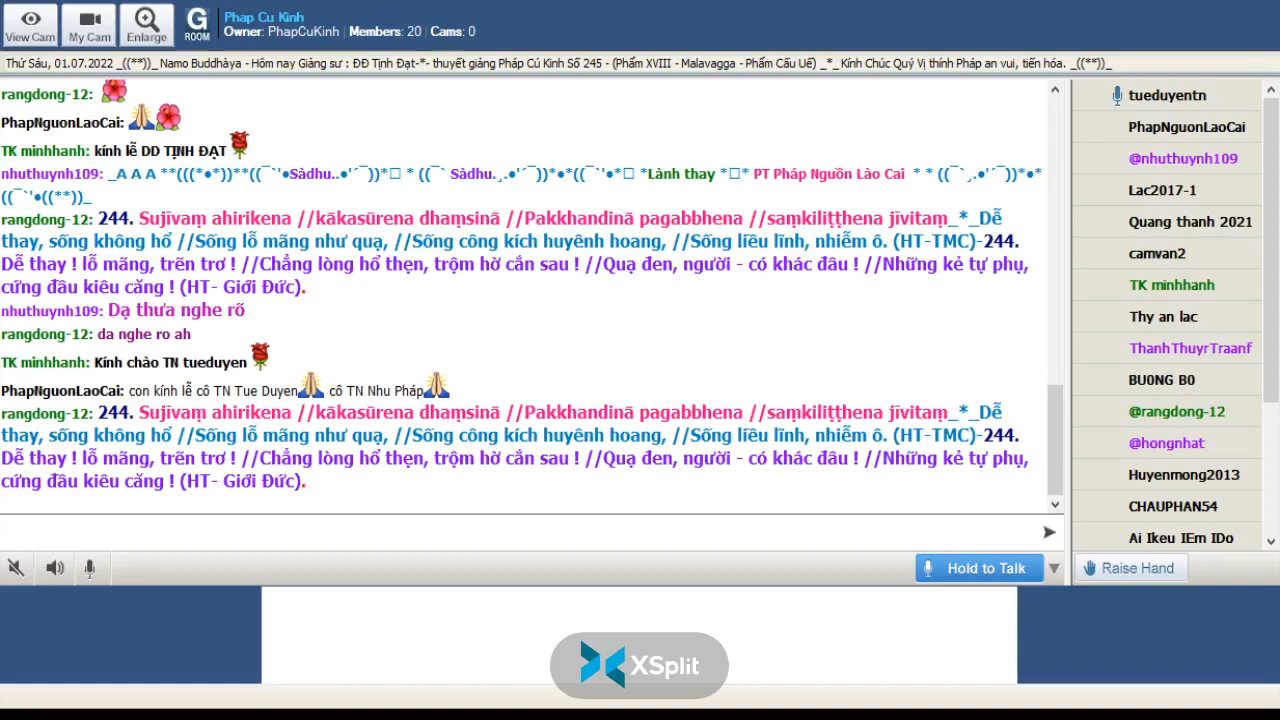 View Cam
My Cam
Enlarge
G
ROOM
Phap Cu Kinh
Owner: PhapCuKinh | Members: 20 | Cams: 0
Thứ Sáu, 01.07.2022 _((**))_ Namo Buddhàya - Hôm nay Giảng sư : ĐĐ Tịnh Đạt-*- thuyết giảng Pháp Cú Kinh Số 245 - (Phẩm XVIII - Malavagga - Phẩm Cấu Uế) _*_ Kính Chúc Quý Vị thính Pháp an vui, tiến hóa. _((**))_
rangdong-12:
PhapNguonLaoCai:
TK minhhanh: kính lễ DD TỊNH ĐẠT
nhuthuynh109: _A A A **(((*●*))**((¯`'●Sàdhu..●'´¯))*□ * ((¯` Sàdhu.¸.●'´¯))*●*((¯`'●*□ *Lành thay *□* PT Pháp Nguồn Lào Cai * * ((¯`¸.●'´¯))*●*
((¯`'●((**))_
rangdong-12: 244. Sujīvaṃ ahirikena //kākasūrena dhaṃsinā //Pakkhandinā pagabbhena //saṃkiliṭṭhena jīvitaṃ_*_Dễ
thay, sống không hổ //Sống lỗ mãng như quạ, //Sống công kích huyênh hoang, //Sống liều lĩnh, nhiễm ô. (HT-TMC)-244.
Dễ thay ! lỗ mãng, trẽn trơ ! //Chẳng lòng hổ thẹn, trộm hờ cắn sau ! //Quạ đen, người - có khác đâu ! //Những kẻ tự phụ,
cứng đầu kiêu căng ! (HT- Giới Đức).
nhuthuynh109: Dạ thưa nghe rõ
rangdong-12: da nghe ro ah
TK minhhanh: Kính chào TN tueduyen
PhapNguonLaoCai: con kính lễ cô TN Tue Duyen cô TN Nhu Pháp
rangdong-12: 244. Sujīvaṃ ahirikena //kākasūrena dhaṃsinā //Pakkhandinā pagabbhena //saṃkiliṭṭhena jīvitaṃ_*_Dễ
thay, sống không hổ //Sống lỗ mãng như quạ, //Sống công kích huyênh hoang, //Sống liều lĩnh, nhiễm ô. (HT-TMC)-244.
Dễ thay ! lỗ mãng, trẽn trơ ! //Chẳng lòng hổ thẹn, trộm hờ cắn sau ! //Quạ đen, người - có khác đâu ! //Những kẻ tự phụ,
cứng đầu kiêu căng ! (HT- Giới Đức).
tueduyentn
PhapNguonLaoCai
@nhuthuynh109
Lac2017-1
Quang thanh 2021
camvan2
TK minhhanh
Thy an lac
ThanhThuyrTraanf
BU0NG B0
@rangdong-12
@hongnhat
Huyenmong2013
CHAUPHAN54
Ai Ikeu IEm IDo
Hold to Talk
Raise Hand
XSplit